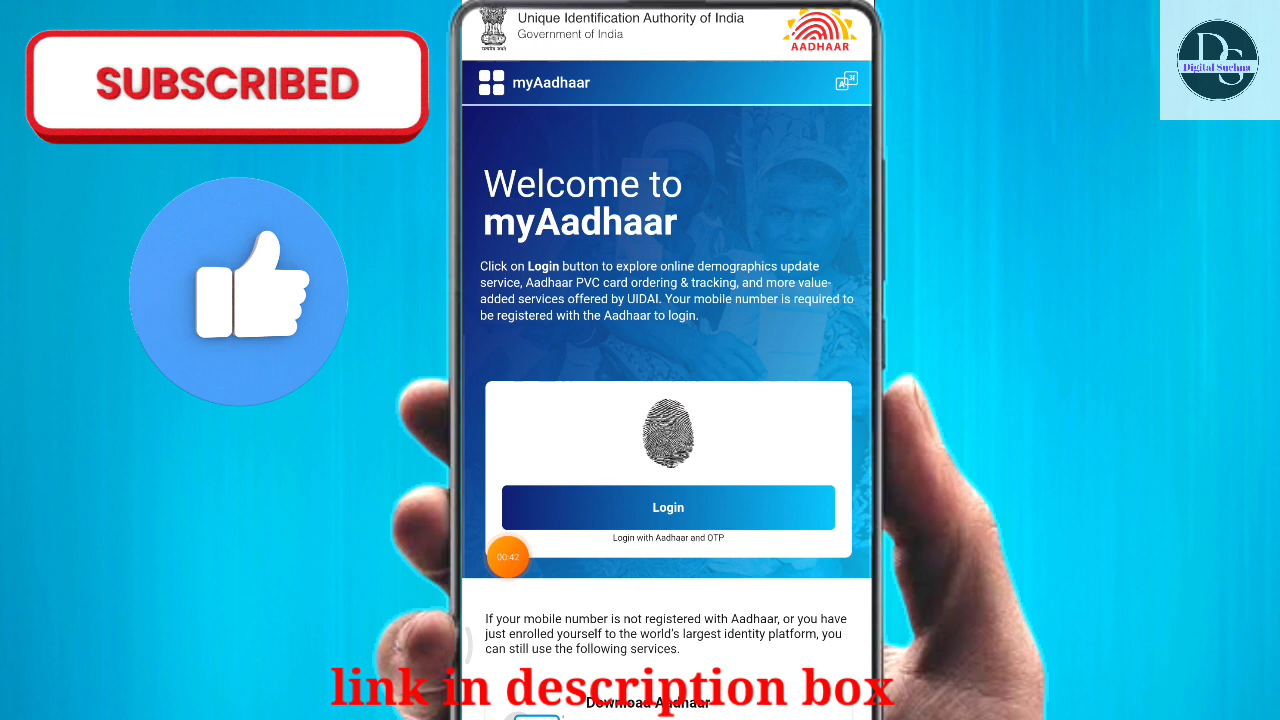 Unique Identification Authority of India
Government of India
AADHAAR
SUBSCRIBED
DS
Digital Suchna
myAadhaar
Welcome to
myAadhaar
Click on Login button to explore online demographics update
service, Aadhaar PVC card ordering & tracking, and more value-
added services offered by UIDAI. Your mobile number is required to
be registered with the Aadhaar to login.
Login
Login with Aadhaar and OTP
00:42
If your mobile number is not registered with Aadhaar, or you have
just enrolled yourself to the world's largest identity platform, you
can still use the following services.
link in description box
Download Aadhaar